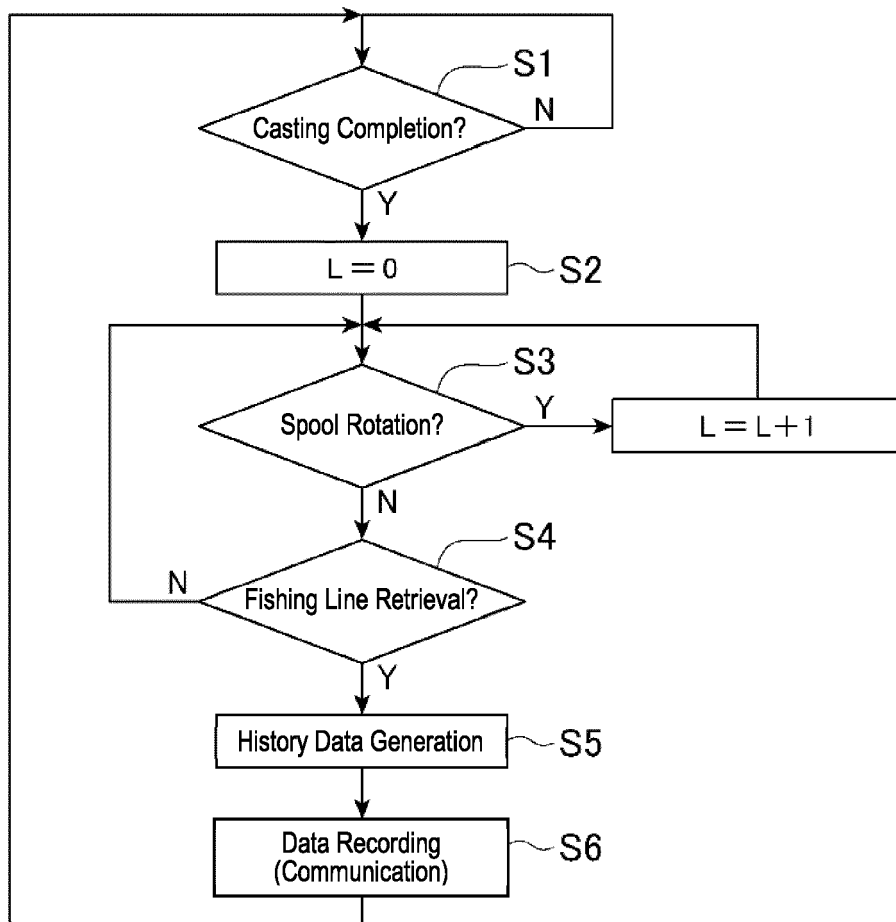 S1
Casting Completion?
N
Y
L = 0
S2
S3
Spool Rotation?
Y
L = L + 1
N
S4
N
Fishing Line Retrieval?
Y
History Data Generation
S5
Data Recording
(Communication)
S6